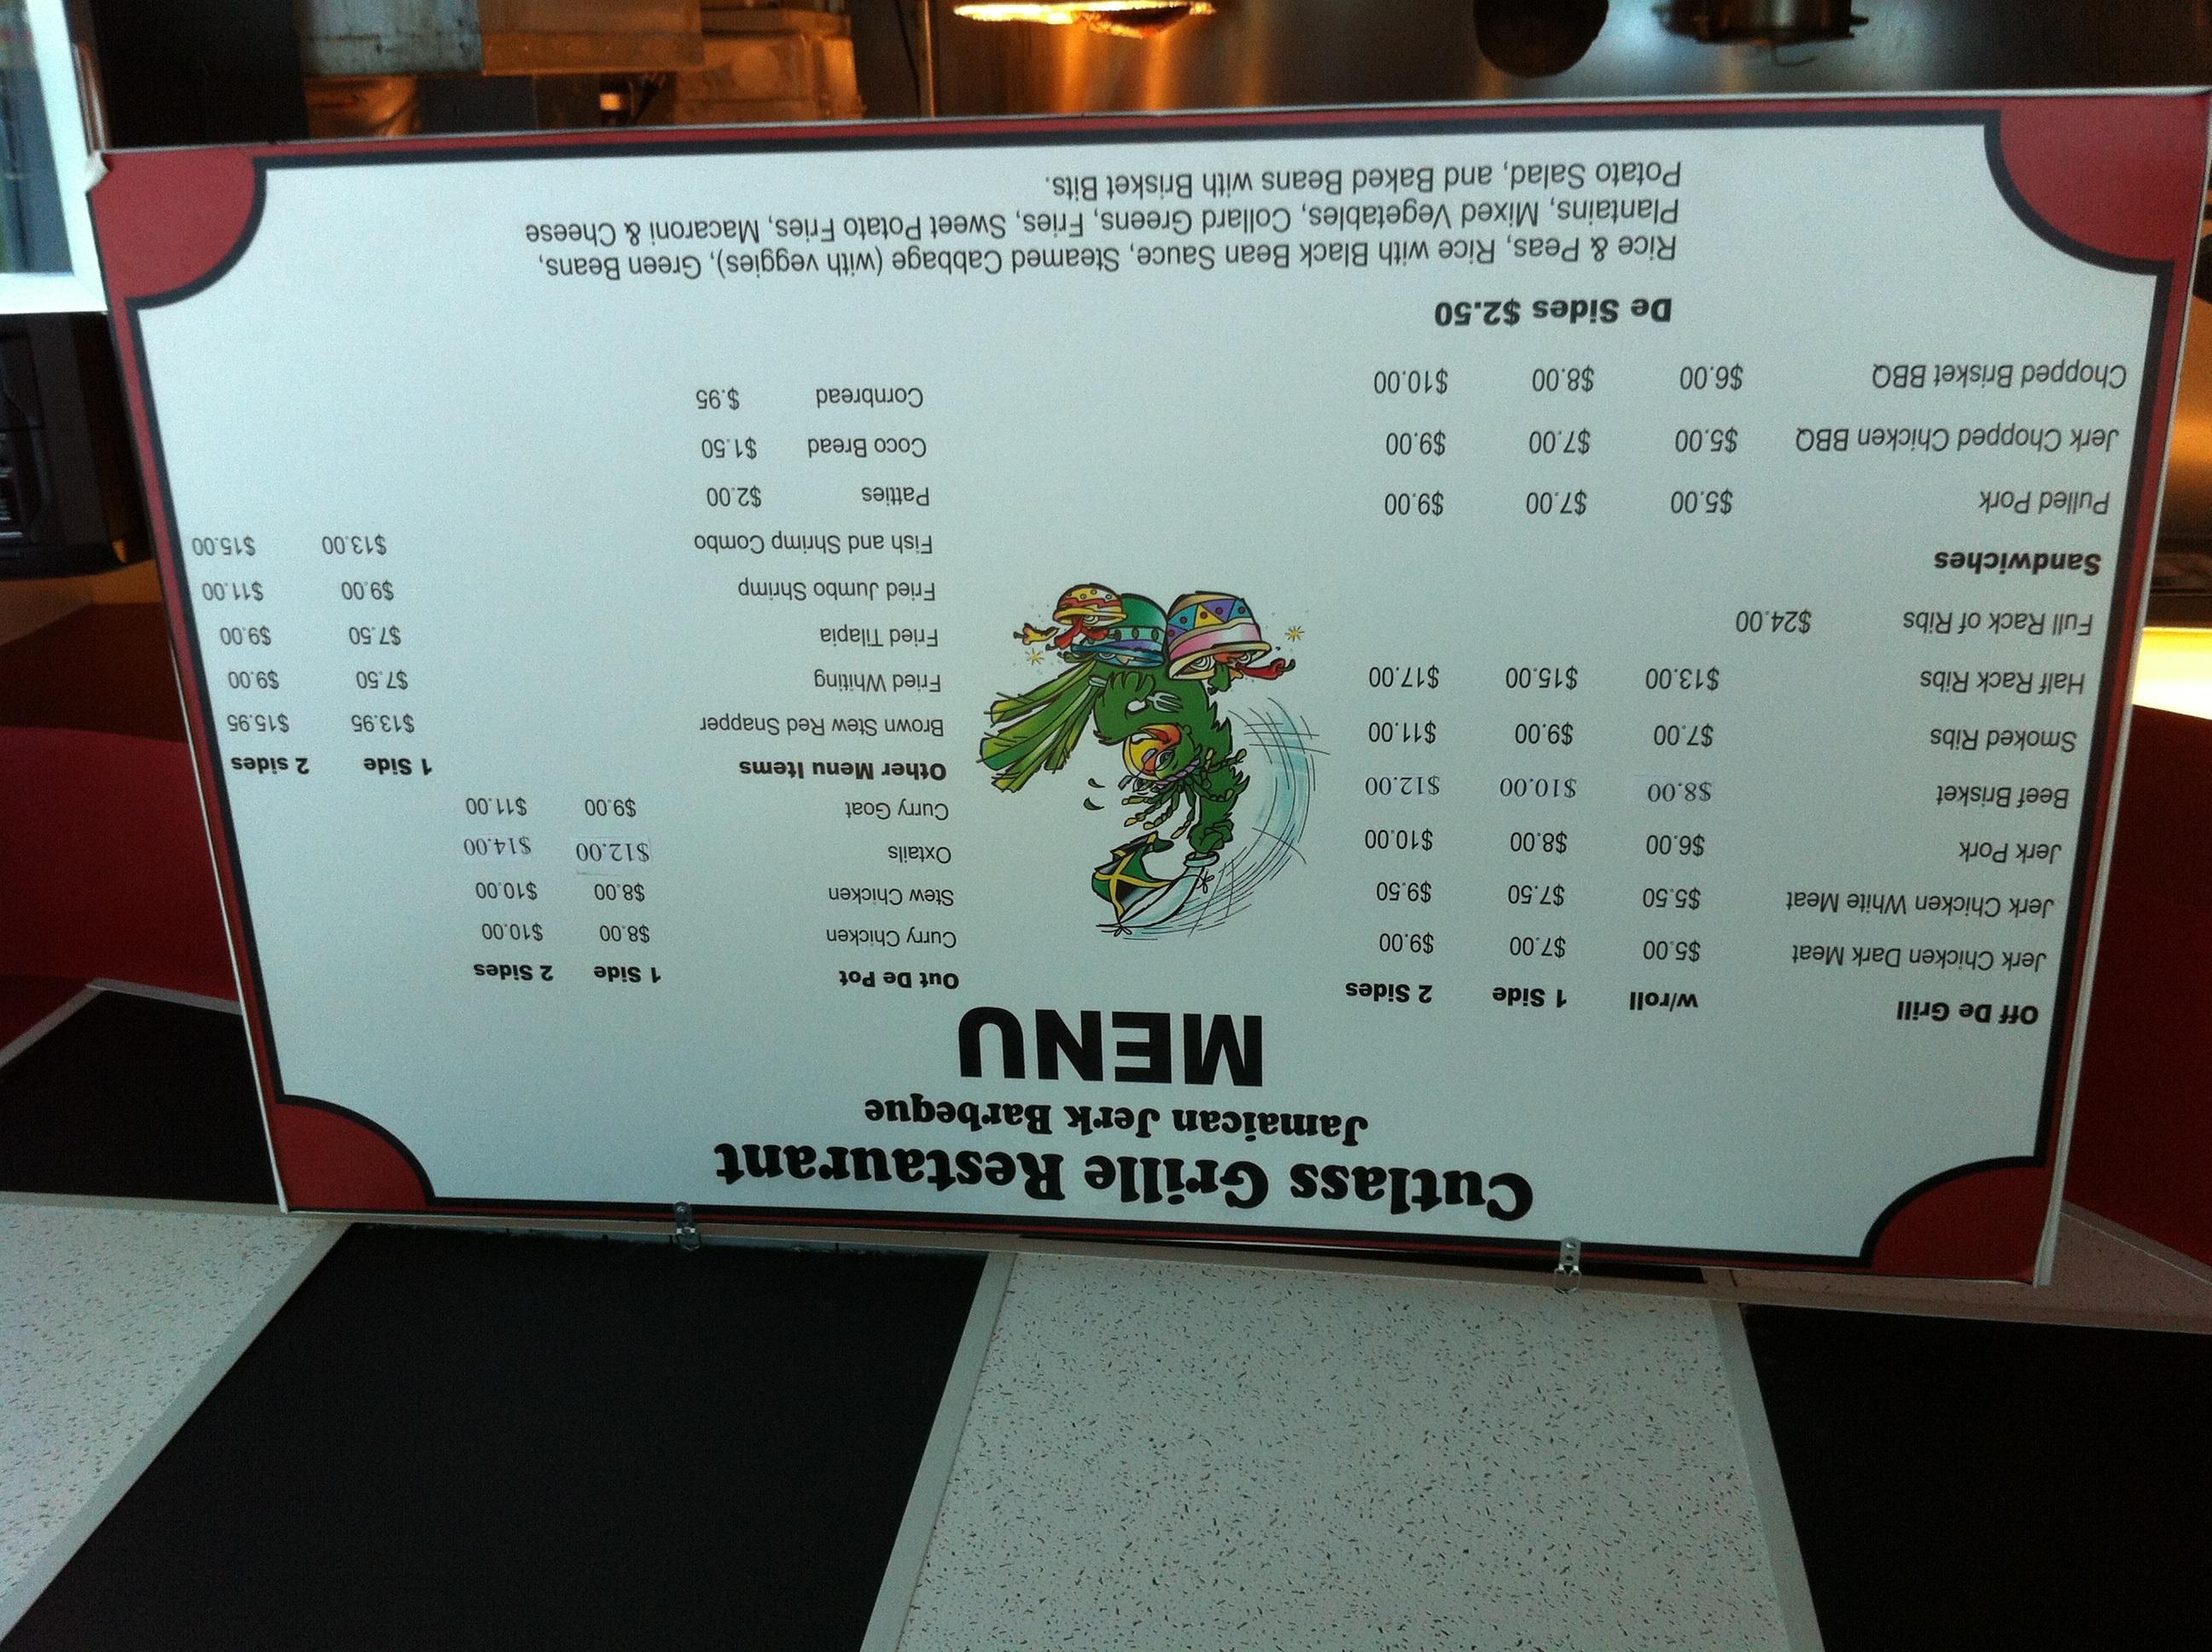 Cutlass Grille Restaurant
Jamaican Jerk Barbeque
MENU
Off De Grill w/roll 1 Side 2 Sides
Jerk Chicken Dark Meat $5.00 $7.00 $9.00
Jerk Chicken White Meat $5.50 $7.50 $9.50
Jerk Pork $6.00 $8.00 $10.00
Beef Brisket $8.00 $10.00 $12.00
Smoked Ribs $7.00 $9.00 $11.00
Half Rack Ribs $13.00 $15.00 $17.00
Full Rack of Ribs $24.00
Sandwiches
Pulled Pork $5.00 $7.00 $9.00
Jerk Chopped Chicken BBQ $5.00 $7.00 $9.00
Chopped Brisket BBQ $6.00 $8.00 $10.00
Out De Pot 1 Side 2 Sides
Curry Chicken $8.00 $10.00
Stew Chicken $8.00 $10.00
Oxtails $12.00 $14.00
Curry Goat $9.00 $11.00
Other Menu Items 1 Side 2 sides
Brown Stew Red Snapper $13.95 $15.95
Fried Whiting $7.50 $9.00
Fried Tilapia $7.50 $9.00
Fried Jumbo Shrimp $9.00 $11.00
Fish and Shrimp Combo $13.00 $15.00
Patties $2.00
Coco Bread $1.50
Cornbread $.95
De Sides $2.50
Rice & Peas, Rice with Black Bean Sauce, Steamed Cabbage (with veggies), Green Beans,
Plantains, Mixed Vegetables, Collard Greens, Fries, Sweet Potato Fries, Macaroni & Cheese
Potato Salad, and Baked Beans with Brisket Bits.